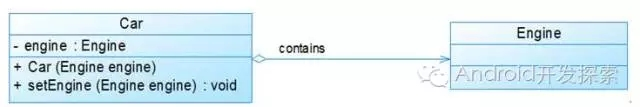 Car
- engine : Engine
+ Car (Engine engine)
+ setEngine (Engine engine) : void
contains
Engine
Android开发探索